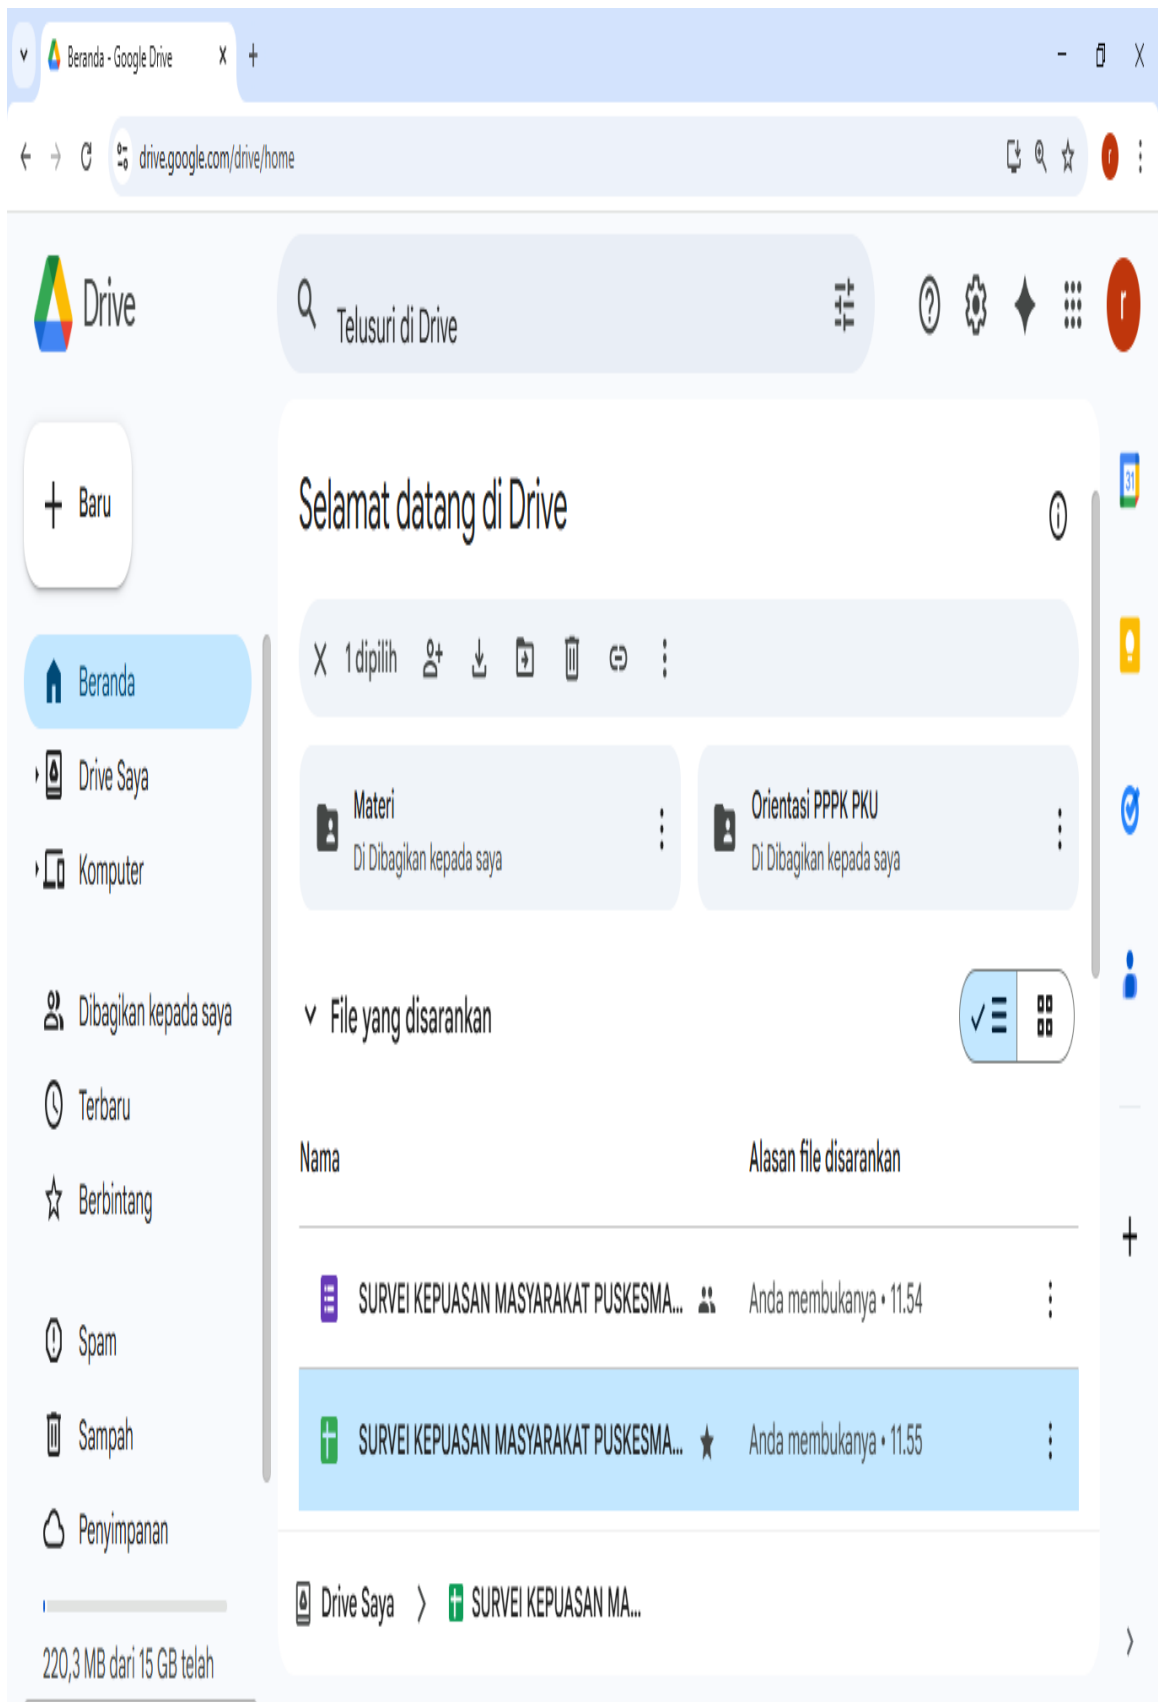 Beranda - Google Drive
drive.google.com/drive/home
r
Drive
Telusuri di Drive
r
Baru
Selamat datang di Drive
31
1 dipilih
Beranda
Drive Saya
Komputer
Materi
Di Dibagikan kepada saya
Orientasi PPPK PKU
Di Dibagikan kepada saya
Dibagikan kepada saya
Terbaru
Berbintang
File yang disarankan
Nama
Alasan file disarankan
SURVEI KEPUASAN MASYARAKAT PUSKESMA...
Anda membukanya • 11.54
SURVEI KEPUASAN MASYARAKAT PUSKESMA...
Anda membukanya • 11.55
Spam
Sampah
Penyimpanan
220,3 MB dari 15 GB telah
Drive Saya > SURVEI KEPUASAN MA...